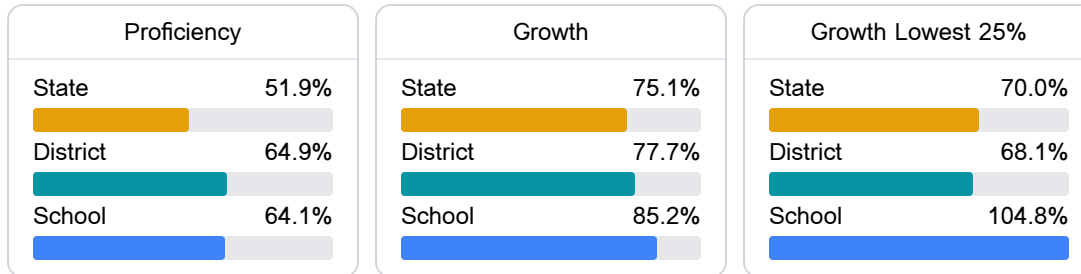 Proficiency
State 51.9%
District 64.9%
School 64.1%
Growth
State 75.1%
District 77.7%
School 85.2%
Growth Lowest 25%
State 70.0%
District 68.1%
School 104.8%